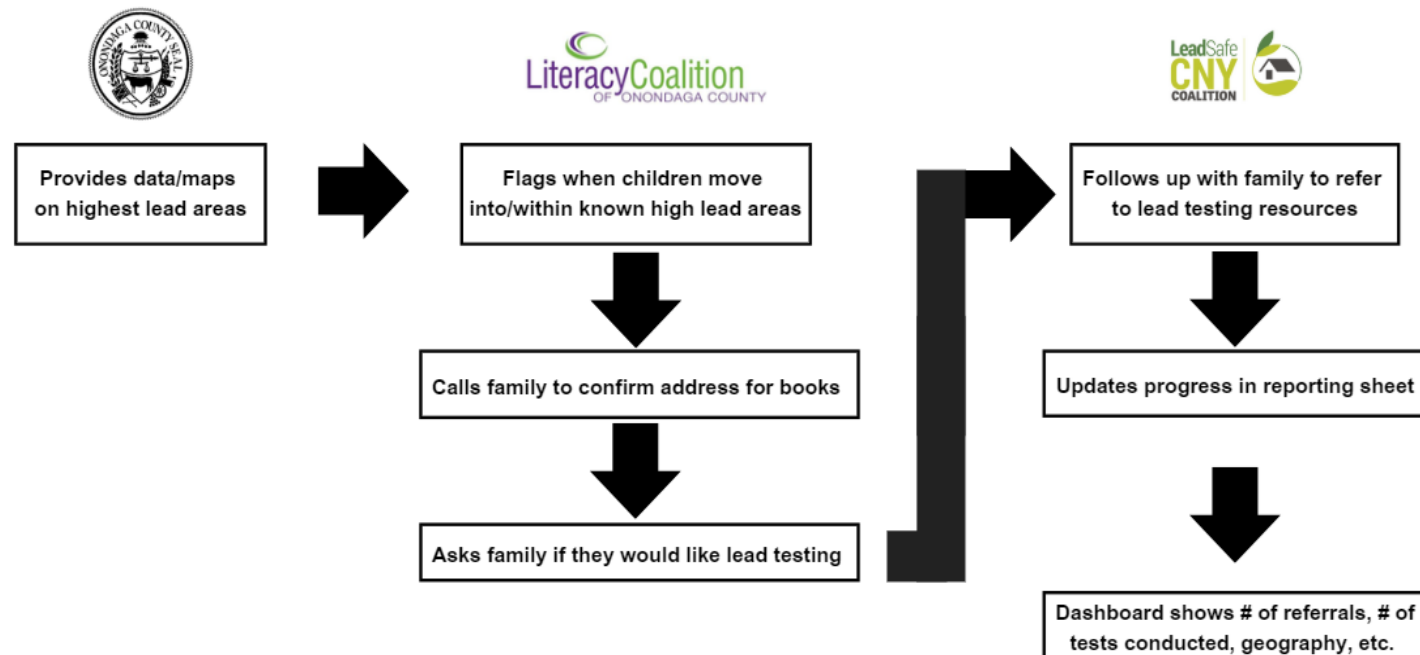 ONONDAGA COUNTY SEAL
LiteracyCoalition
OF ONONDAGA COUNTY
LeadSafe
CNY
COALITION
Provides data/maps
on highest lead areas
Flags when children move
into/within known high lead areas
Calls family to confirm address for books
Asks family if they would like lead testing
Follows up with family to refer
to lead testing resources
Updates progress in reporting sheet
Dashboard shows # of referrals, # of
tests conducted, geography, etc.